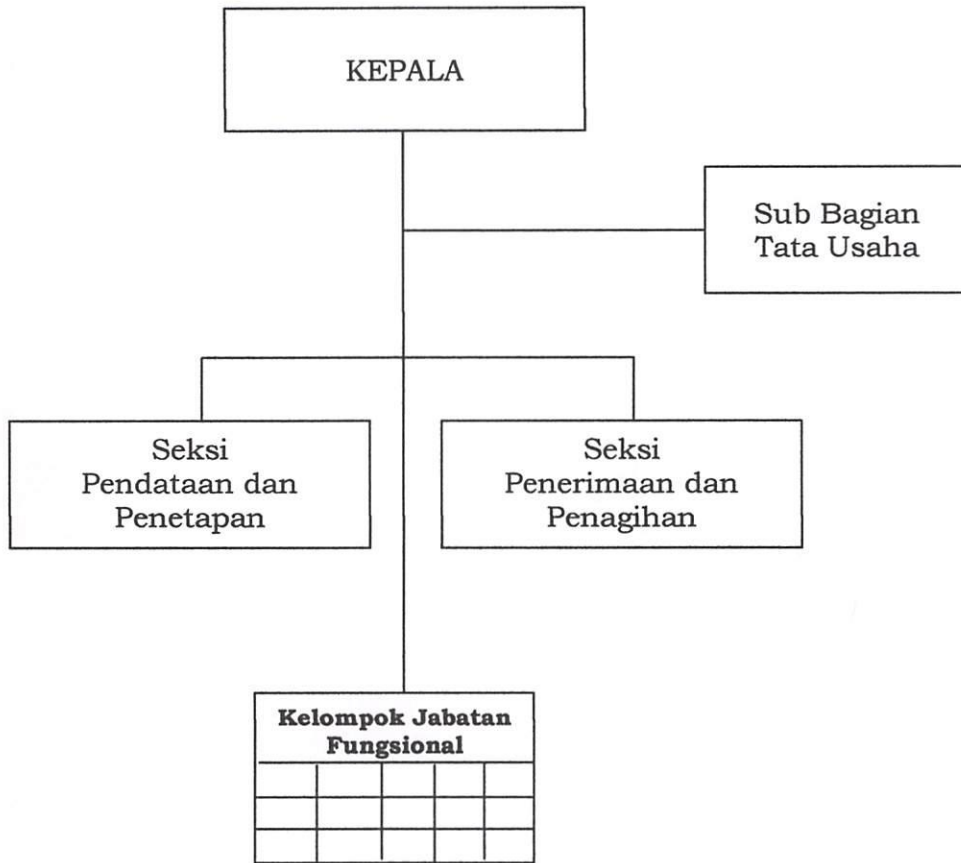 KEPALA
Sub Bagian
Tata Usaha
Seksi
Pendataan dan
Penetapan
Seksi
Penerimaan dan
Penagihan
Kelompok Jabatan
Fungsional